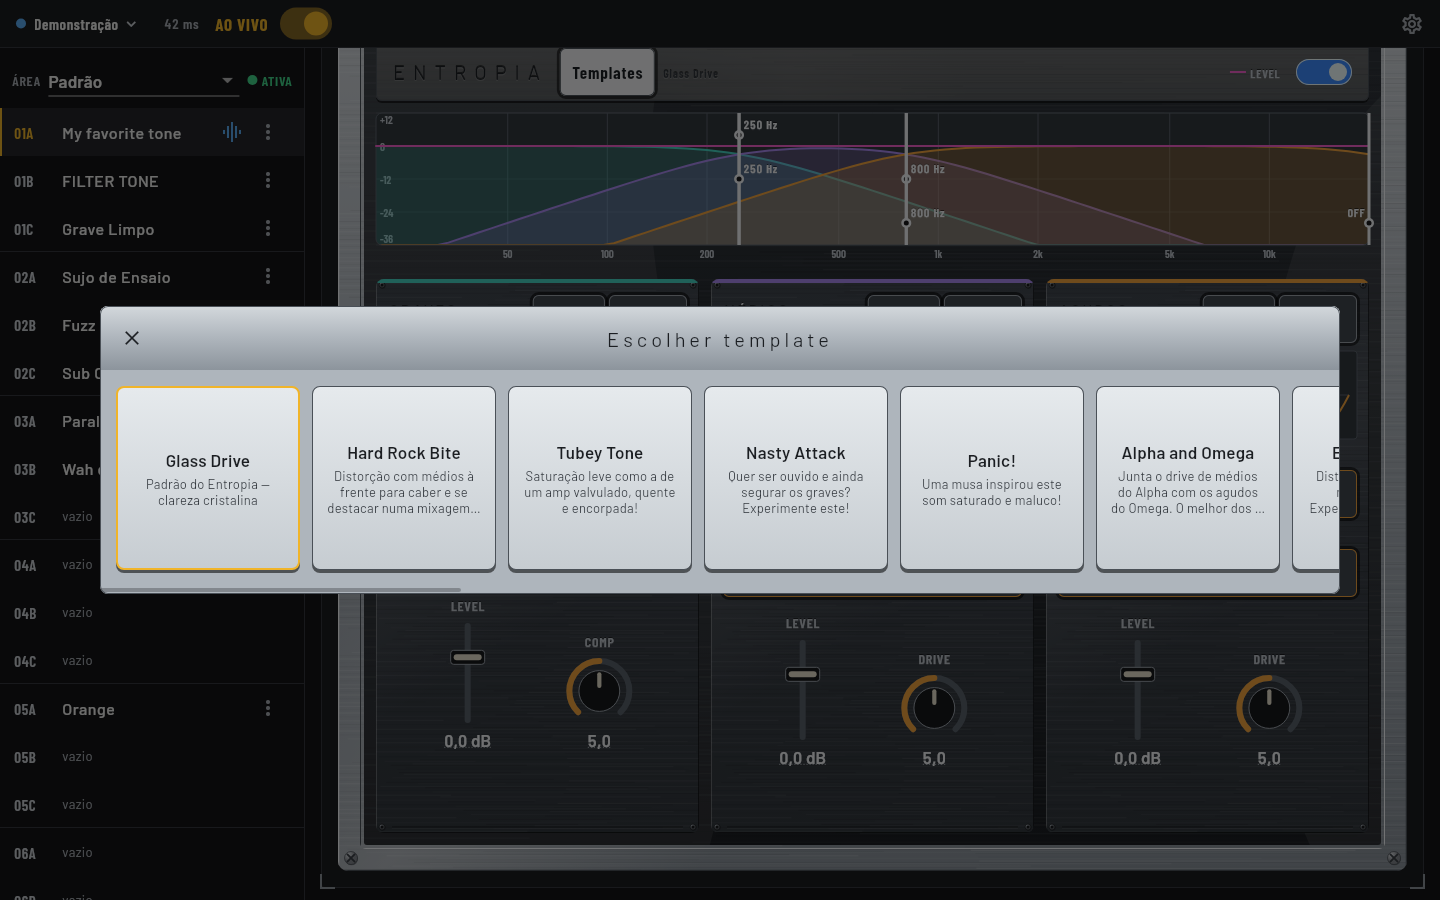 Demonstração
42 ms
AO VIVO
ÁREA Padrão
ATIVA
01A My favorite tone
01B FILTER TONE
01C Grave Limpo
02A Sujo de Ensaio
02B Fuzz
02C Sub
03A
03B Wah
03C vazio
04A vazio
04B vazio
04C vazio
05A Orange
05B vazio
05C vazio
06A vazio
ENTROPIA
Templates
Glass Drive
LEVEL
+12
0
-12
-24
-36
250 Hz
250 Hz
800 Hz
800 Hz
OFF
50 100 200 500 1k 2k 5k 10k
Escolher template
Glass Drive
Padrão do Entropia —
clareza cristalina
Hard Rock Bite
Distorção com médios à
frente para caber e se
destacar numa mixagem…
Tubey Tone
Saturação leve como a de
um amp valvulado, quente
e encorpada!
Nasty Attack
Quer ser ouvido e ainda
segurar os graves?
Experimente este!
Panic!
Uma musa inspirou este
som saturado e maluco!
Alpha and Omega
Junta o drive de médios
do Alpha com os agudos
do Omega. O melhor dos …
LEVEL
COMP
0,0 dB
5,0
LEVEL
DRIVE
0,0 dB
5,0
LEVEL
DRIVE
0,0 dB
5,0